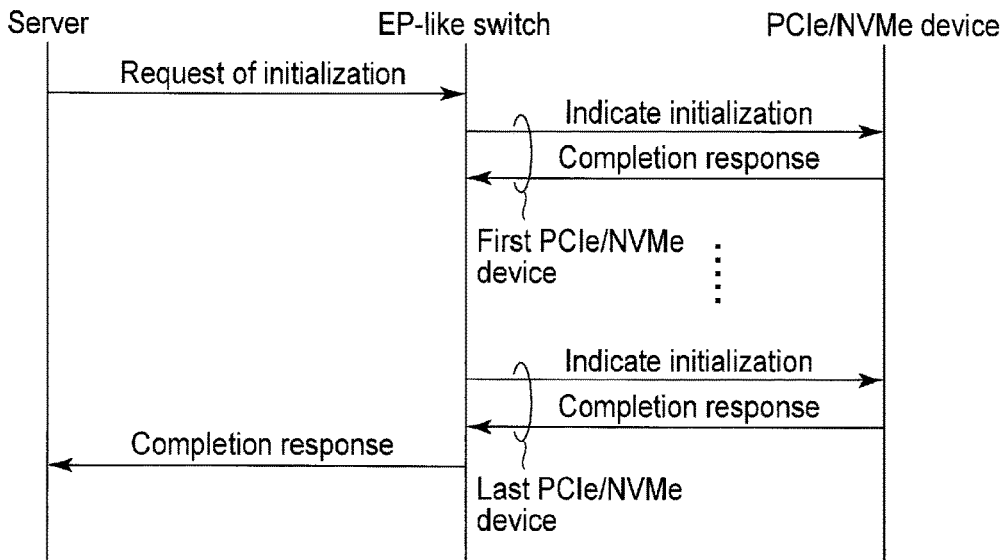 Server
EP-like switch
PCIe/NVMe device
Request of initialization
Indicate initialization
Completion response
First PCIe/NVMe
device
Indicate initialization
Completion response
Completion response
Last PCIe/NVMe
device